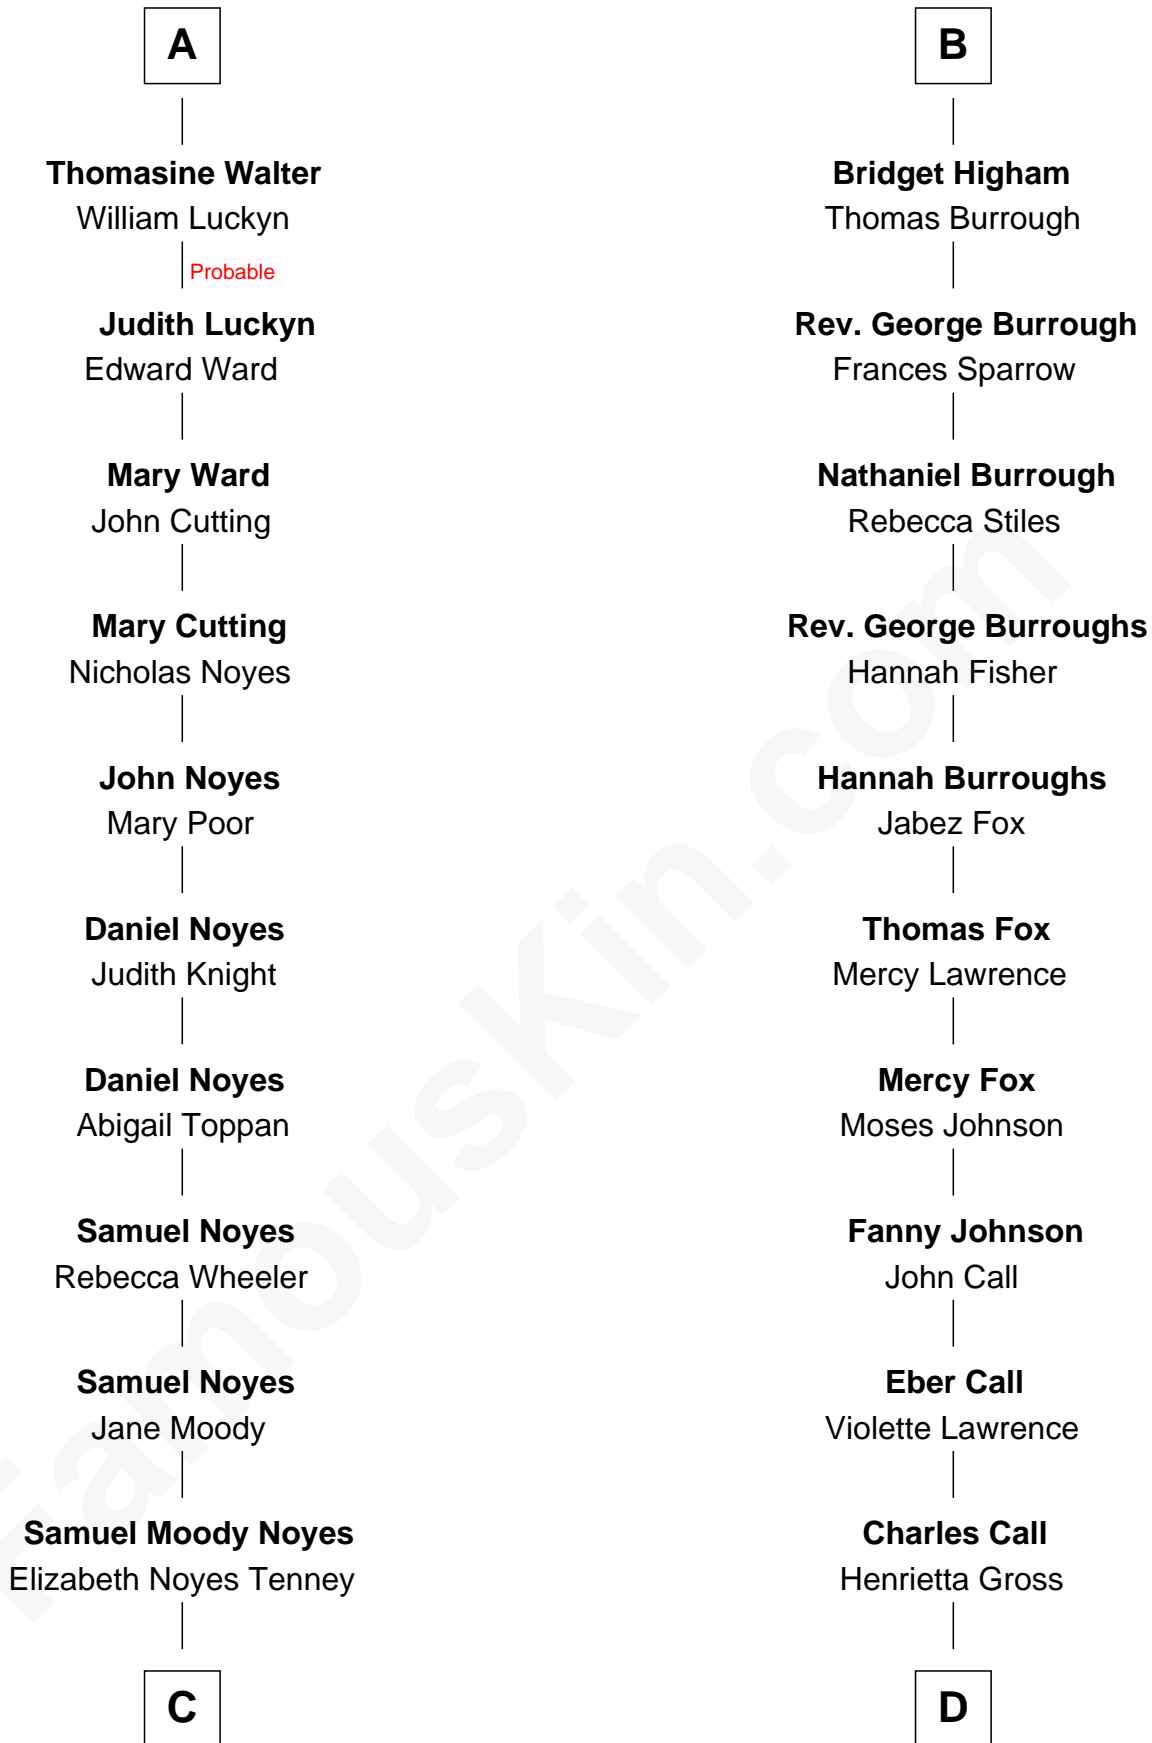 A
Thomasine Walter
William Luckyn
Probable
Judith Luckyn
Edward Ward
Mary Ward
John Cutting
Mary Cutting
Nicholas Noyes
John Noyes
Mary Poor
Daniel Noyes
Judith Knight
Daniel Noyes
Abigail Toppan
Samuel Noyes
Rebecca Wheeler
Samuel Noyes
Jane Moody
Samuel Moody Noyes
Elizabeth Noyes Tenney
C
B
Bridget Higham
Thomas Burrough
Rev. George Burrough
Frances Sparrow
Nathaniel Burrough
Rebecca Stiles
Rev. George Burroughs
Hannah Fisher
Hannah Burroughs
Jabez Fox
Thomas Fox
Mercy Lawrence
Mercy Fox
Moses Johnson
Fanny Johnson
John Call
Eber Call
Violette Lawrence
Charles Call
Henrietta Gross
D
FamousKin.com